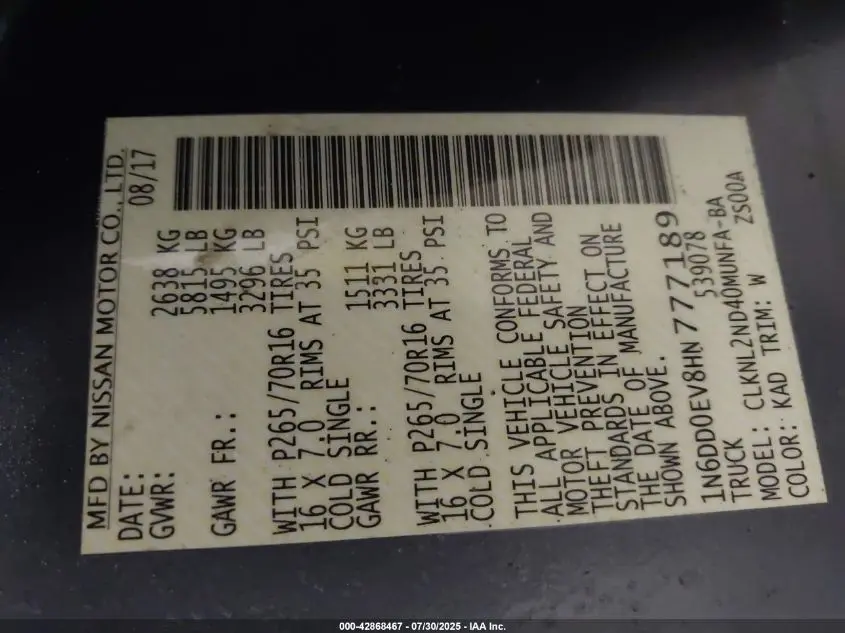 MFD BY NISSAN MOTOR CO., LTD.
DATE: 08/17
GVWR: 2638 KG
5815 LB
GAWR FR.: 1495 KG
3296 LB
WITH P265/70R16 TIRES
16 X 7.0 RIMS AT 35 PSI
COLD SINGLE
GAWR RR.: 1511 KG
3331 LB
WITH P265/70R16 TIRES
16 X 7.0 RIMS AT 35 PSI
COLD SINGLE
THIS VEHICLE CONFORMS TO
ALL APPLICABLE FEDERAL
MOTOR VEHICLE SAFETY AND
THEFT PREVENTION
STANDARDS IN EFFECT ON
THE DATE OF MANUFACTURE
SHOWN ABOVE.
1N6DD0EV8HN777189
TRUCK 539078
MODEL: CLKNL2ND40MUNFA-BA
COLOR: KAD TRIM: W ZS00A
000-42868467 - 07/30/2025 - IAA Inc.